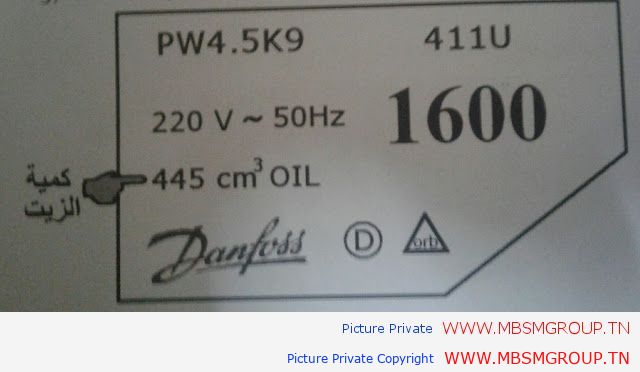 PW4.5K9 411U
220 V ~ 50Hz 1600
كمية
الزيت
445 cm³ OIL
Danfoss D orb
Picture Private WWW.MBSMGROUP.TN
Picture Private Copyright WWW.MBSMGROUP.TN